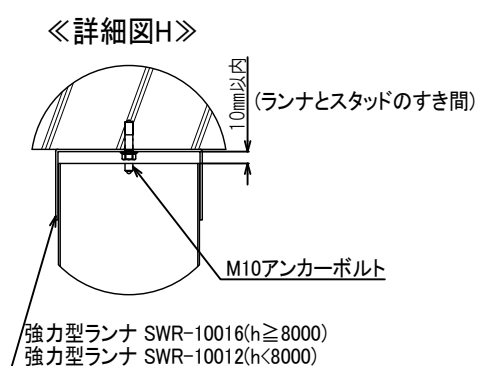 ≪詳細図H≫
10㎜以内
(ランナとスタッドのすき間)
M10アンカーボルト
強力型ランナ SWR-10016(h≧8000)
強力型ランナ SWR-10012(h<8000)